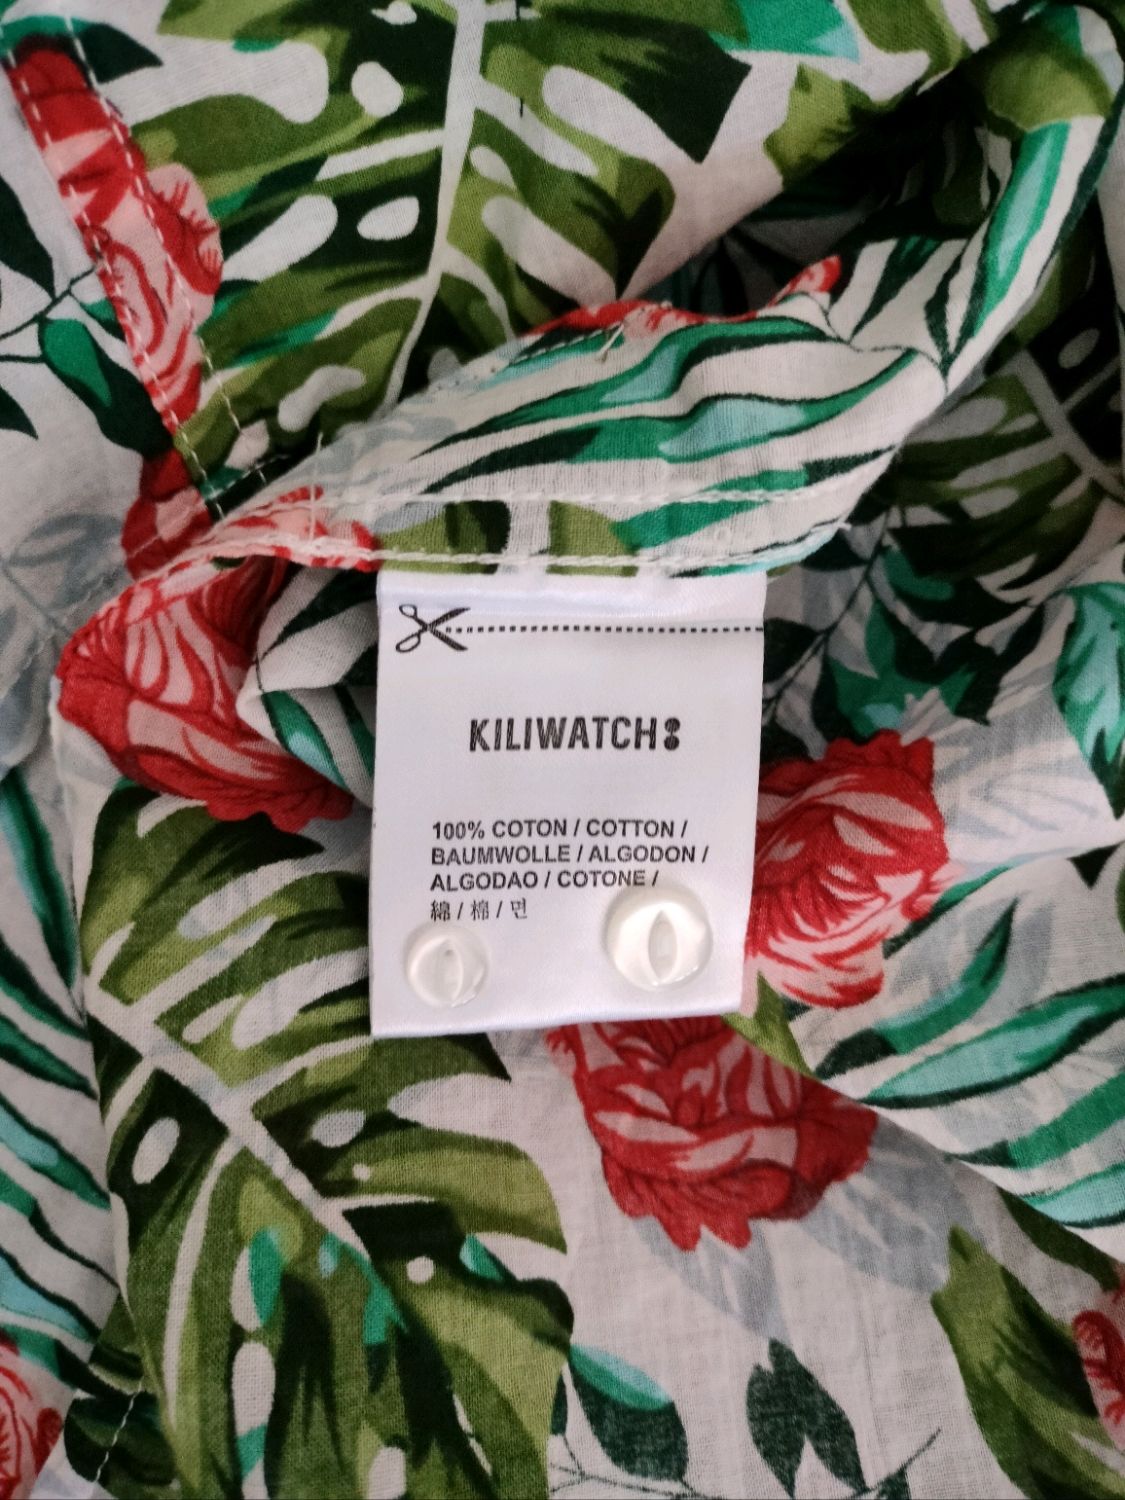 KILIWATCH:
100% COTON / COTTON /
BAUMWOLLE / ALGODON /
ALGODAO / COTONE /
綿 / 棉 / 면